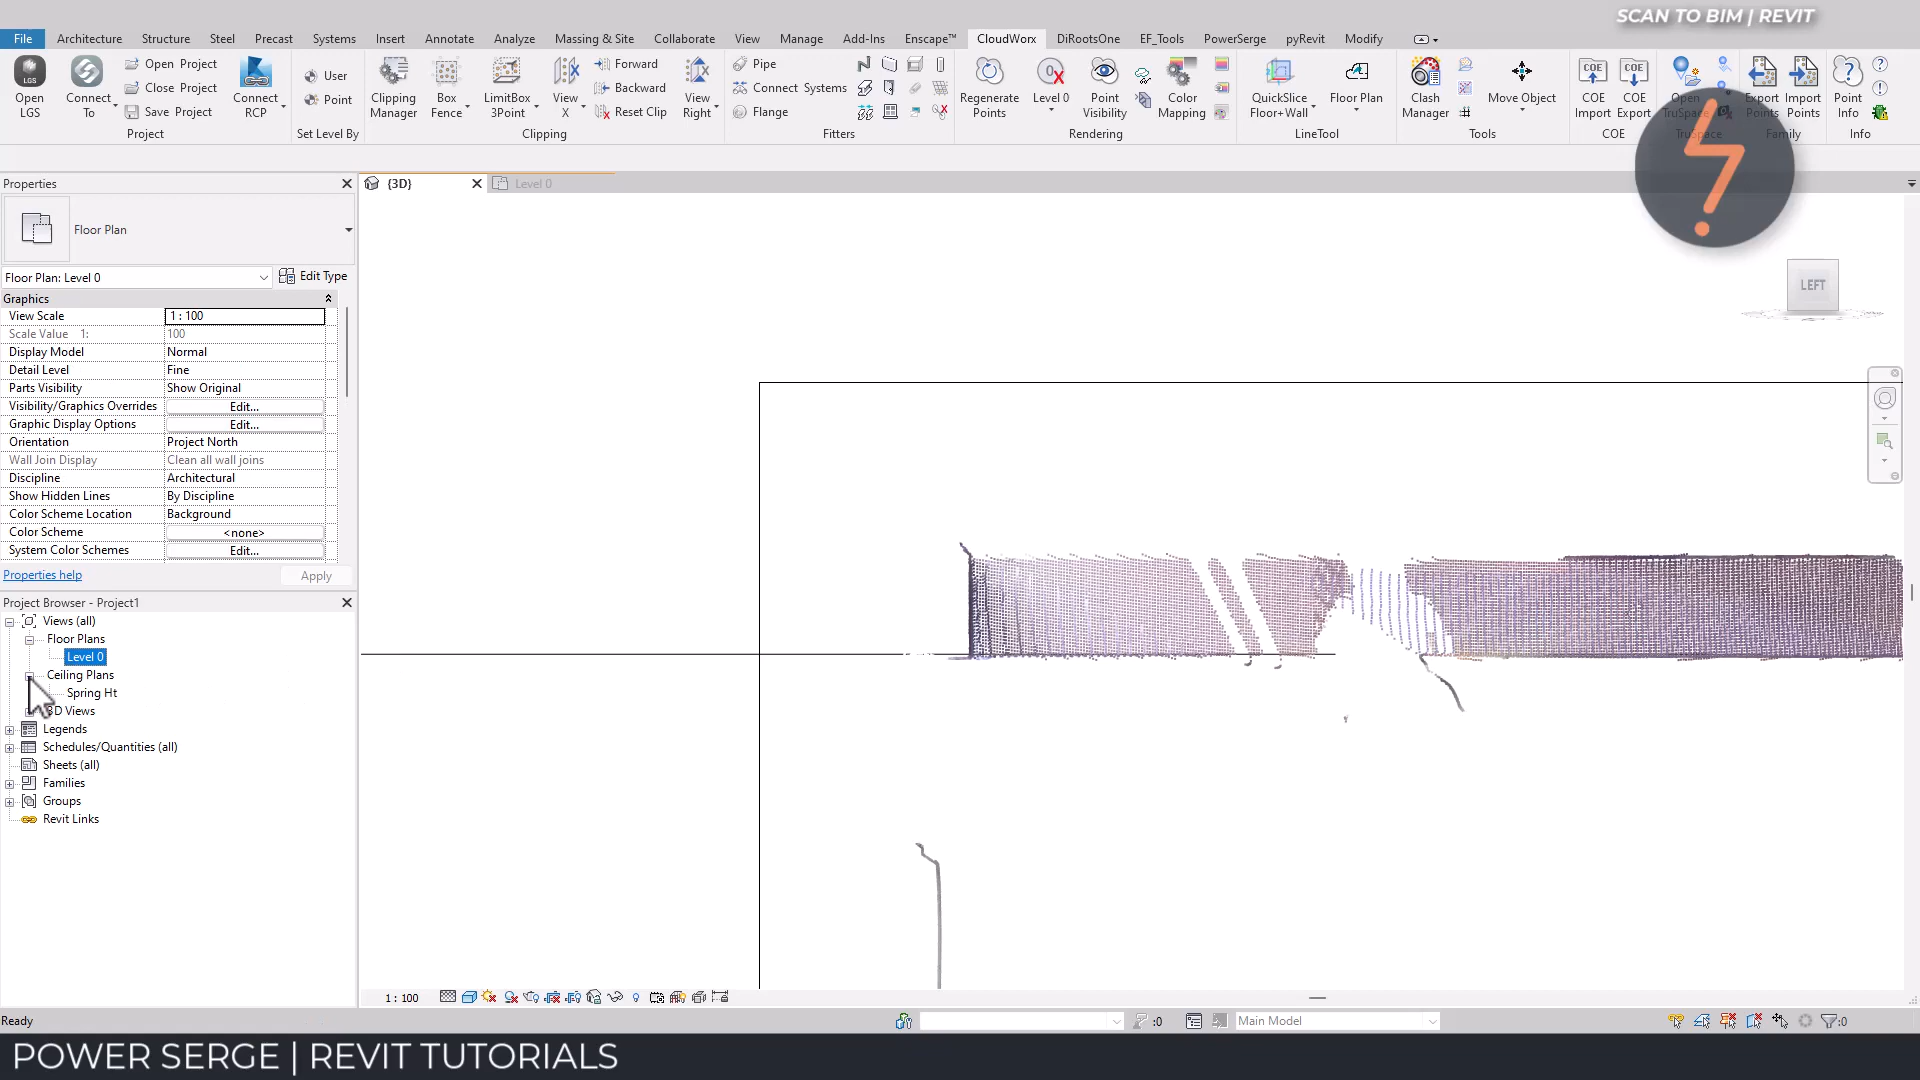 SCAN TO BIM | REVIT
File Architecture Structure Steel Precast Systems Insert Annotate Analyze Massing & Site Collaborate View Manage Add-Ins Enscape™ CloudWorx DiRootsOne EF_Tools PowerSerge pyRevit Modify
LGS
Open LGS
Connect To
Open Project
Close Project
Save Project
Connect RCP
User
Point
Clipping Manager
Box Fence
LimitBox 3Point
View X
Forward
Backward
Reset Clip
View Right
Pipe
Connect Systems
Flange
Regenerate Points
Level 0
Point Visibility
Color Mapping
QuickSlice Floor+Wall
Floor Plan
Clash Manager
Move Object
COE
COE Import
COE
COE Export
Open TruSpace
Export Points
Import Points
Point Info
Project Set Level By Clipping Fitters Rendering LineTool Tools COE TruSpace Family Info
Properties
{3D} Level 0
Floor Plan
Floor Plan: Level 0 Edit Type
Graphics
View Scale 1 : 100
Scale Value 1: 100
Display Model Normal
Detail Level Fine
Parts Visibility Show Original
Visibility/Graphics Overrides Edit...
Graphic Display Options Edit...
Orientation Project North
Wall Join Display Clean all wall joins
Discipline Architectural
Show Hidden Lines By Discipline
Color Scheme Location Background
Color Scheme <none>
System Color Schemes Edit...
Properties help Apply
LEFT
Project Browser - Project1
Views (all)
Floor Plans
Level 0
Ceiling Plans
Spring Ht
3D Views
Legends
Schedules/Quantities (all)
Sheets (all)
Families
Groups
Revit Links
1 : 100
Ready :0 Main Model :0
POWER SERGE | REVIT TUTORIALS